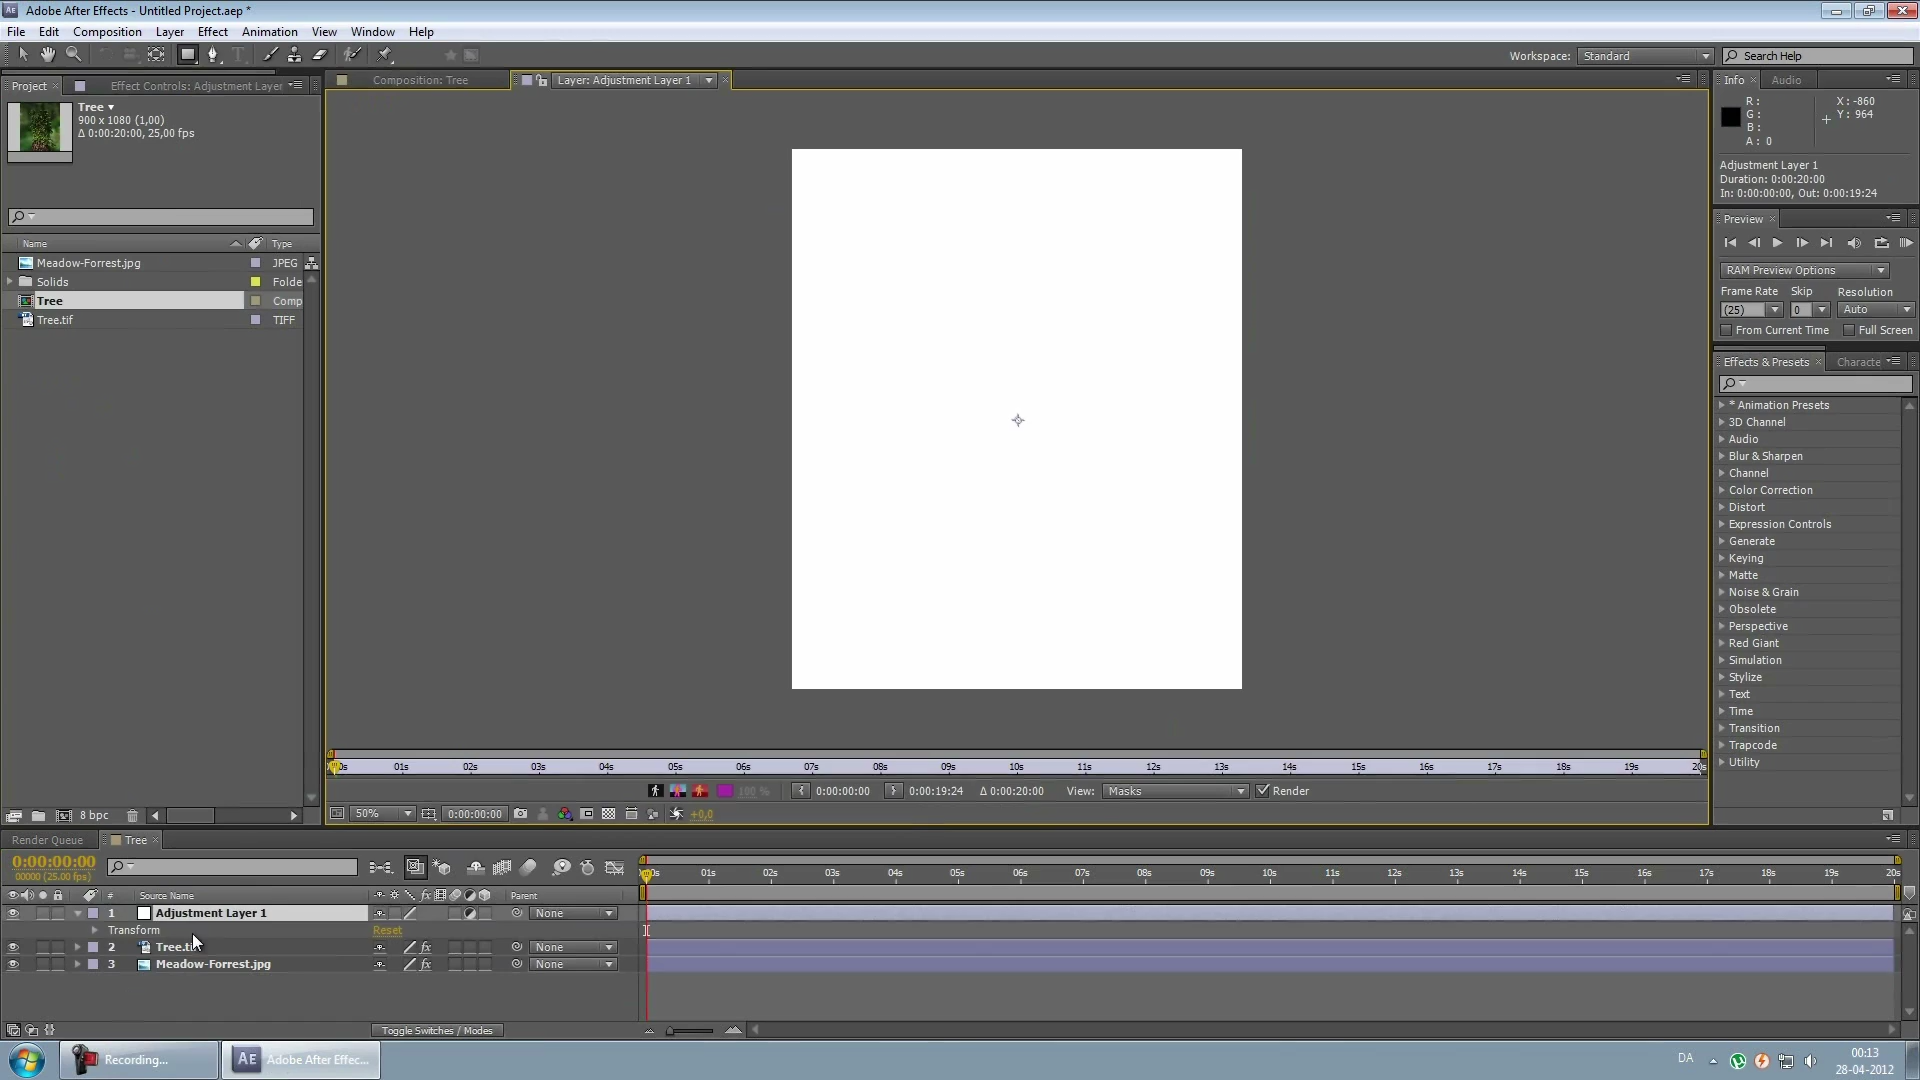 Adobe After Effects - Untitled Project.aep *
File Edit Composition Layer Effect Animation View Window Help
Workspace: Standard Search Help
Project Effect Controls: Adjustment Layer
Composition: Tree Layer: Adjustment Layer 1
Info Audio
Tree
900 x 1080 (1,00)
Δ 0:00:20:00, 25,00 fps
R :
G :
B :
A : 0
X : -860
Y : 964
Adjustment Layer 1
Duration: 0:00:20:00
In: 0:00:00:00, Out: 0:00:19:24
Preview
RAM Preview Options
Frame Rate Skip Resolution
(25) 0 Auto
From Current Time Full Screen
Name Type
Meadow-Forrest.jpg JPEG
Solids Folde
Tree Comp
Tree.tif TIFF
Effects & Presets Characte
* Animation Presets
3D Channel
Audio
Blur & Sharpen
Channel
Color Correction
Distort
Expression Controls
Generate
Keying
Matte
Noise & Grain
Obsolete
Perspective
Red Giant
Simulation
Stylize
Text
Time
Transition
Trapcode
Utility
01s 02s 03s 04s 05s 06s 07s 08s 09s 10s 11s 12s 13s 14s 15s 16s 17s 18s 19s 20s
100 % 0:00:00:00 0:00:19:24 Δ 0:00:20:00 View: Masks Render
50% 0:00:00:00 +0,0
8 bpc
Render Queue Tree
0:00:00:00
00000 (25.00 fps)
01s 02s 03s 04s 05s 06s 07s 08s 09s 10s 11s 12s 13s 14s 15s 16s 17s 18s 19s 20s
# Source Name Parent
1 Adjustment Layer 1 None
Transform Reset
2 Tree.tif None
3 Meadow-Forrest.jpg None
Toggle Switches / Modes
Recording... Adobe After Effec...
DA
00:13
28-04-2012